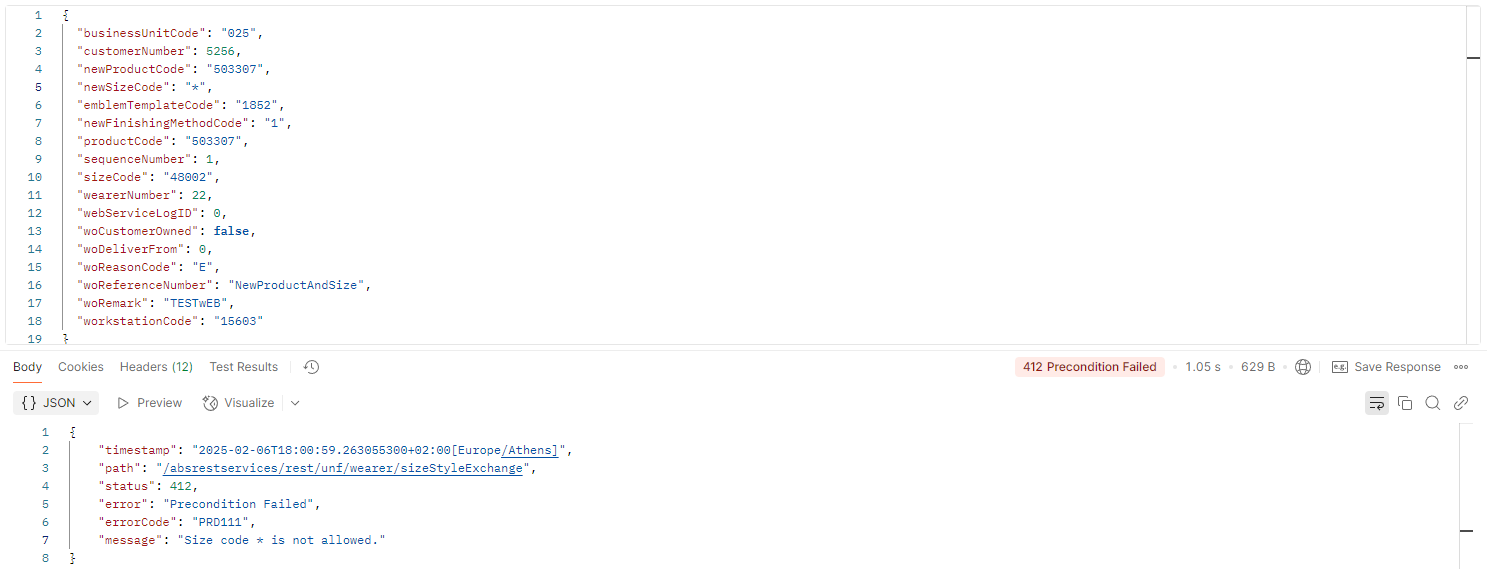 1 {
2 "businessUnitCode": "025",
3 "customerNumber": 5256,
4 "newProductCode": "503307",
5 "newSizeCode": "*",
6 "emblemTemplateCode": "1852",
7 "newFinishingMethodCode": "1",
8 "productCode": "503307",
9 "sequenceNumber": 1,
10 "sizeCode": "48002",
11 "wearerNumber": 22,
12 "webServiceLogID": 0,
13 "woCustomerOwned": false,
14 "woDeliverFrom": 0,
15 "woReasonCode": "E",
16 "woReferenceNumber": "NewProductAndSize",
17 "woRemark": "TESTwEB",
18 "workstationCode": "15603"
19 }
Body Cookies Headers (12) Test Results 412 Precondition Failed • 1.05 s • 629 B • e.g. Save Response
{} JSON Preview Visualize
1 {
2 "timestamp": "2025-02-06T18:00:59.263055300+02:00[Europe/Athens]",
3 "path": "/absrestservices/rest/unf/wearer/sizeStyleExchange",
4 "status": 412,
5 "error": "Precondition Failed",
6 "errorCode": "PRD111",
7 "message": "Size code * is not allowed."
8 }